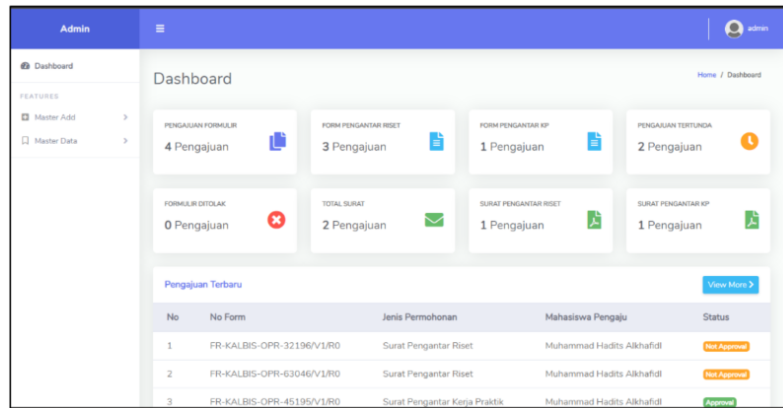 Admin
admin
Dashboard
FEATURES
Master Add
Master Data
Dashboard
Home / Dashboard
PENGAJUAN FORMULIR
4 Pengajuan
FORM PENGANTAR RISET
3 Pengajuan
FORM PENGANTAR KP
1 Pengajuan
PENGAJUAN TERTUNDA
2 Pengajuan
FORMULIR DITOLAK
0 Pengajuan
TOTAL SURAT
2 Pengajuan
SURAT PENGANTAR RISET
1 Pengajuan
SURAT PENGANTAR KP
1 Pengajuan
Pengajuan Terbaru
View More >
No No Form Jenis Permohonan Mahasiswa Pengaju Status
1 FR-KALBIS-OPR-32196/V1/R0 Surat Pengantar Riset Muhammad Hadits Alkhafidl Not Approval
2 FR-KALBIS-OPR-63046/V1/R0 Surat Pengantar Riset Muhammad Hadits Alkhafidl Not Approval
3 FR-KALBIS-OPR-45195/V1/R0 Surat Pengantar Kerja Praktik Muhammad Hadits Alkhafidl Approval